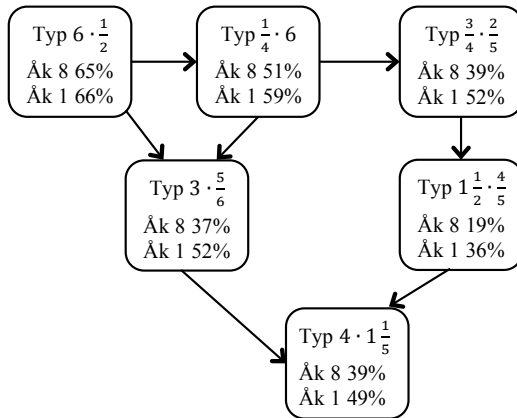 Typ 6 · 1/2
Åk 8 65%
Åk 1 66%
Typ 1/4 · 6
Åk 8 51%
Åk 1 59%
Typ 3/4 · 2/5
Åk 8 39%
Åk 1 52%
Typ 3 · 5/6
Åk 8 37%
Åk 1 52%
Typ 1 1/2 · 4/5
Åk 8 19%
Åk 1 36%
Typ 4 · 1 1/5
Åk 8 39%
Åk 1 49%